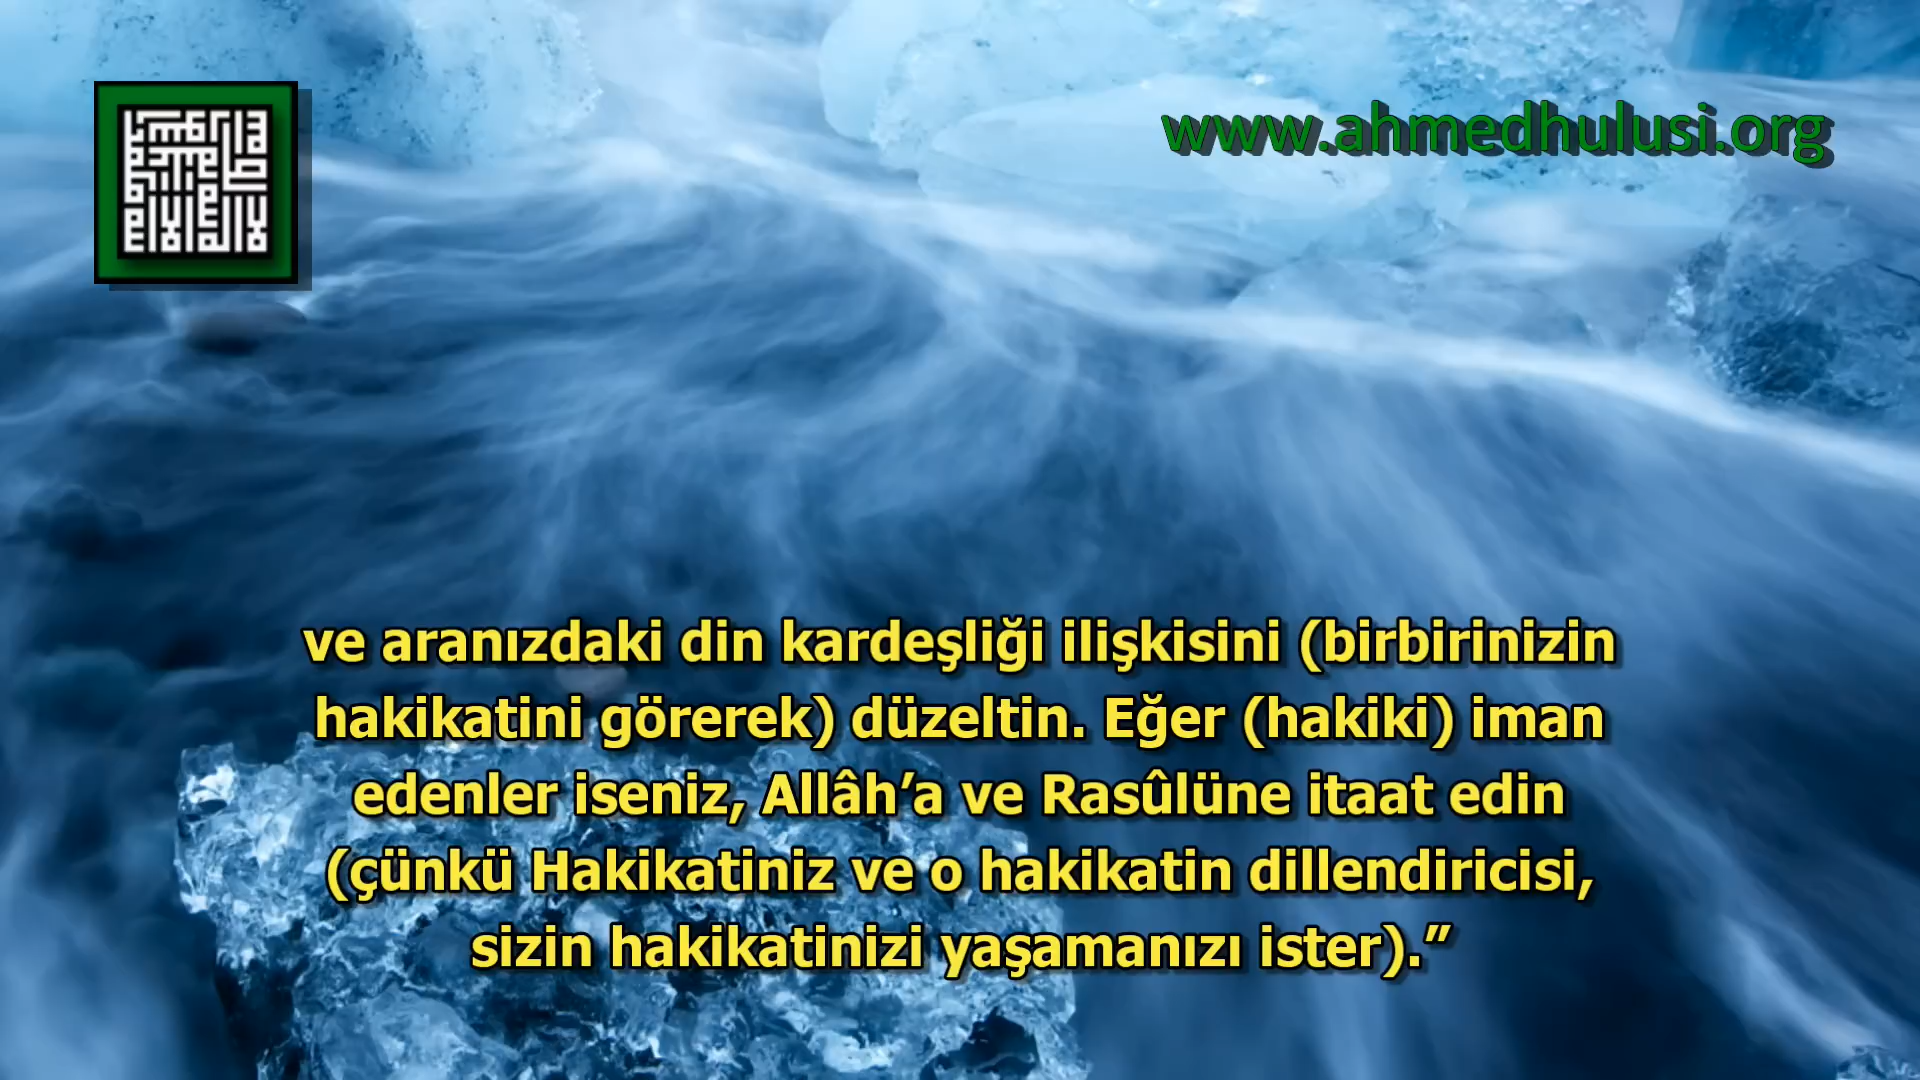 www.ahmedhulusi.org
ve aranızdaki din kardeşliği ilişkisini (birbirinizin
hakikatini görerek) düzeltin. Eğer (hakiki) iman
edenler iseniz, Allâh’a ve Rasûlüne itaat edin
(çünkü Hakikatiniz ve o hakikatin dillendiricisi,
sizin hakikatinizi yaşamanızı ister).”